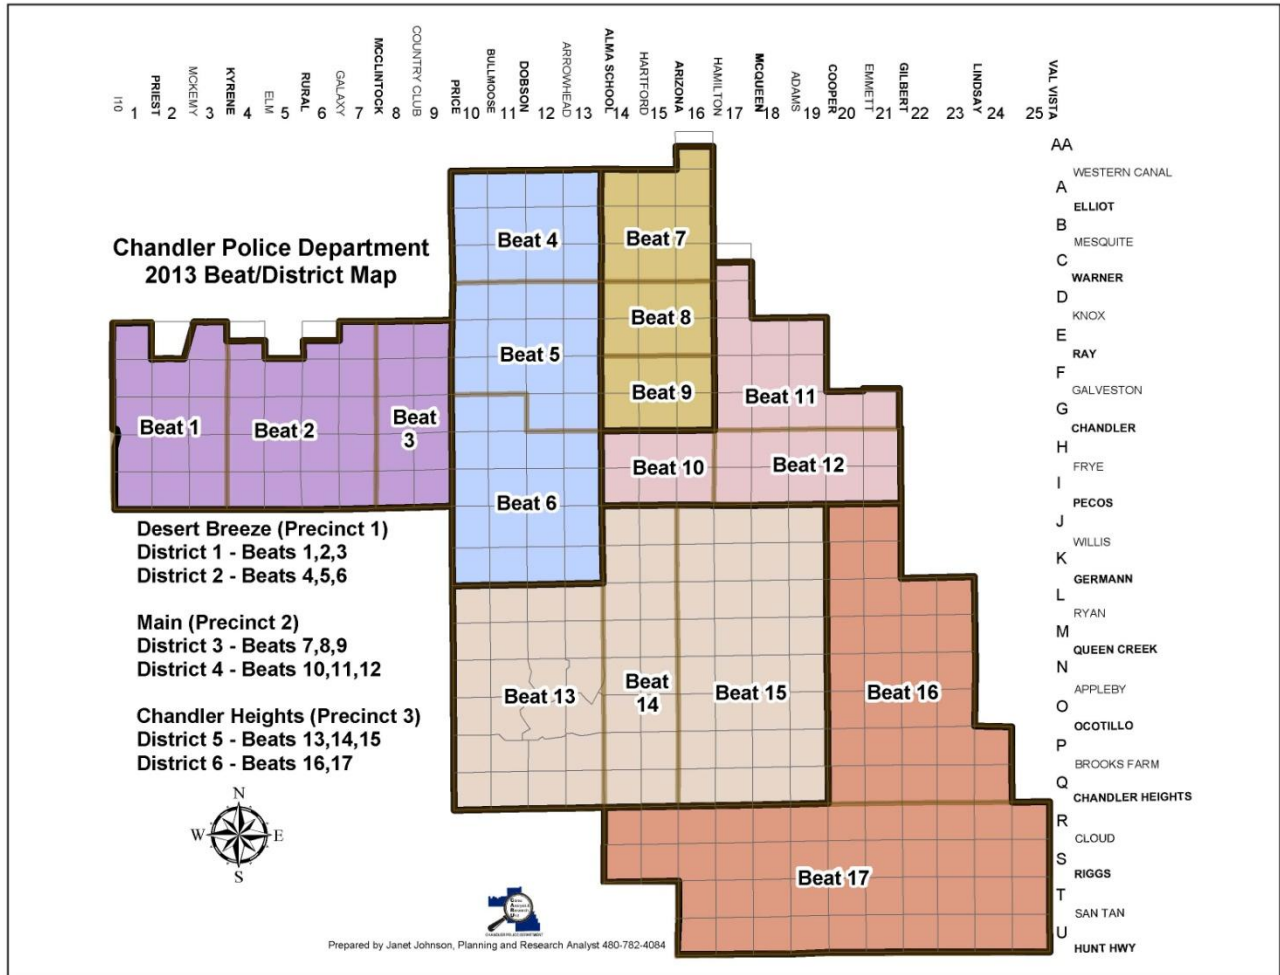 I10
PRIEST
MCKEMY
KYRENE
ELM
RURAL
GALAXY
MCCLINTOCK
COUNTRY CLUB
PRICE
BULLMOOSE
DOBSON
ARROWHEAD
ALMA SCHOOL
HARTFORD
ARIZONA
HAMILTON
MCQUEEN
ADAMS
COOPER
EMMETT
GILBERT
LINDSAY
VAL VISTA
1 2 3 4 5 6 7 8 9 10 11 12 13 14 15 16 17 18 19 20 21 22 23 24 25
AA
WESTERN CANAL
A
ELLIOT
B
MESQUITE
C
WARNER
D
KNOX
E
RAY
F
GALVESTON
G
CHANDLER
H
FRYE
I
PECOS
J
WILLIS
K
GERMANN
L
RYAN
M
QUEEN CREEK
N
APPLEBY
O
OCOTILLO
P
BROOKS FARM
Q
CHANDLER HEIGHTS
R
CLOUD
S
RIGGS
T
SAN TAN
U
HUNT HWY
Chandler Police Department
2013 Beat/District Map
Beat 4
Beat 7
Beat 8
Beat 5
Beat 9
Beat 11
Beat 1
Beat 2
Beat
3
Beat 10
Beat 12
Beat 6
Beat 13
Beat
14
Beat 15
Beat 16
Beat 17
Desert Breeze (Precinct 1)
District 1 - Beats 1,2,3
District 2 - Beats 4,5,6
Main (Precinct 2)
District 3 - Beats 7,8,9
District 4 - Beats 10,11,12
Chandler Heights (Precinct 3)
District 5 - Beats 13,14,15
District 6 - Beats 16,17
N
W E
S
CHANDLER POLICE DEPARTMENT
Prepared by Janet Johnson, Planning and Research Analyst 480-782-4084